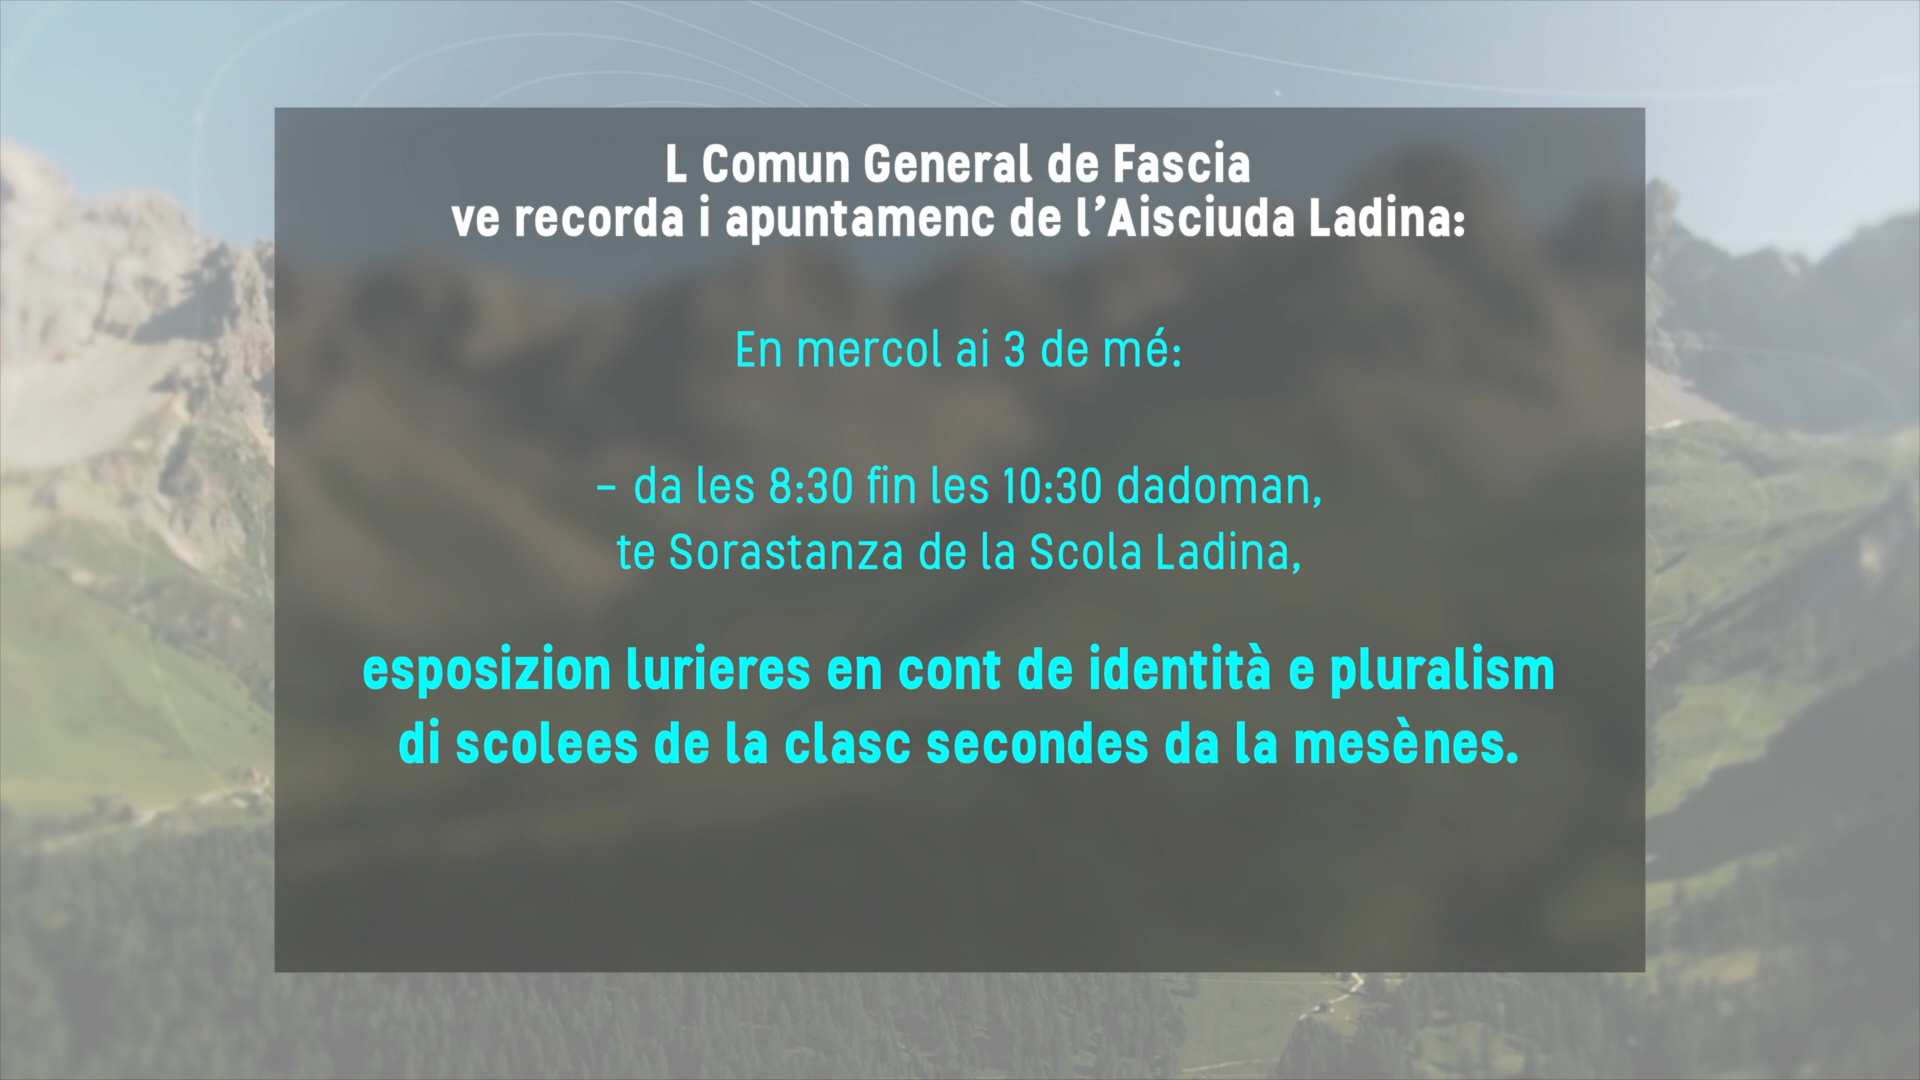 L Comun General de Fascia
ve recorda i apuntamenc de l’Aisciuda Ladina:
En mercol ai 3 de mé:
– da les 8:30 fin les 10:30 dadoman,
te Sorastanza de la Scola Ladina,
esposizion lurieres en cont de identità e pluralism
di scolees de la clasc secondes da la mesènes.